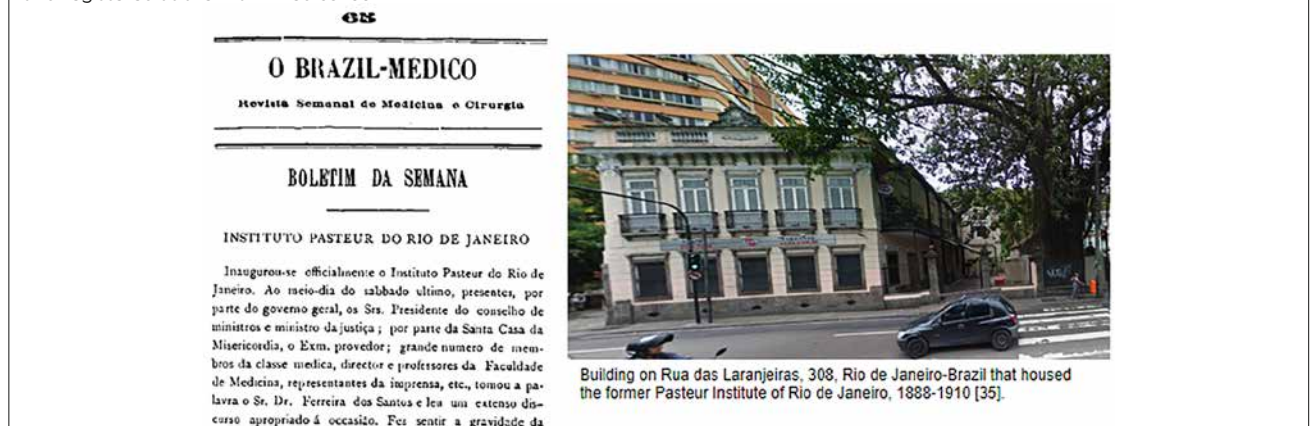 68
O BRAZIL-MEDICO
Revista Semanal de Medicina e Cirurgia
BOLETIM DA SEMANA
INSTITUTO PASTEUR DO RIO DE JANEIRO
Inaugurou-se officialmente o Instituto Pasteur do Rio de
Janeiro. Ao meio-dia do sabbado ultimo, presentes, por
parte do governo geral, os Srs. Presidente do conselho de
ministros e ministro da justiça ; por parte da Santa Casa da
Misericordia, o Exm. provedor ; grande numero de mem-
bros da classe medica, director e professores da Faculdade
de Medicina, representantes da imprensa, etc., tomou a pa-
lavra o Sr. Dr. Ferreira dos Santos e leu um extenso dis-
curso apropriado á occasião. Fez sentir a gravidade da
Building on Rua das Laranjeiras, 308, Rio de Janeiro-Brazil that housed
the former Pasteur Institute of Rio de Janeiro, 1888-1910 [35].